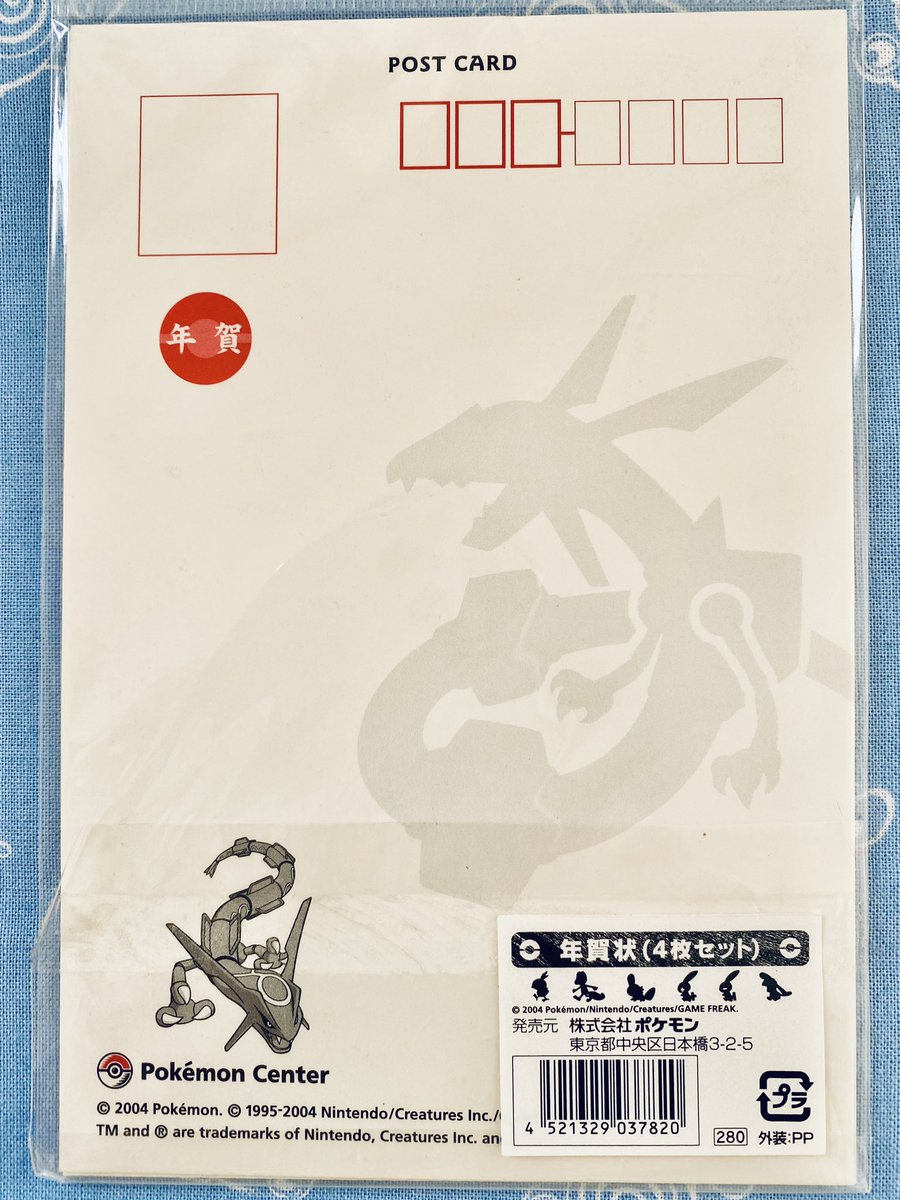 POST CARD
年賀
Pokémon Center
© 2004 Pokémon. © 1995-2004 Nintendo/Creatures Inc./
TM and ® are trademarks of Nintendo, Creatures Inc. and
年賀状(4枚セット)
© 2004 Pokémon/Nintendo/Creatures/GAME FREAK.
発売元 株式会社ポケモン
東京都中央区日本橋3-2-5
4 521329 037820
280 外装:PP
プラ